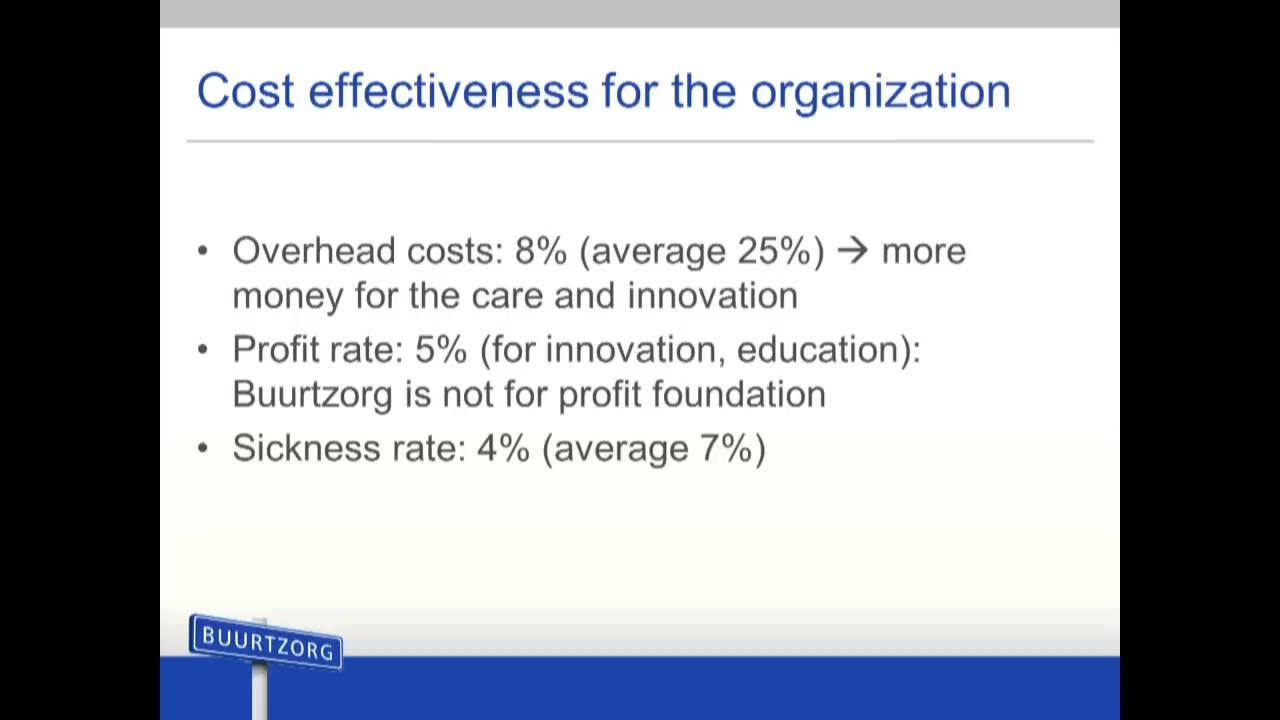 Cost effectiveness for the organization
• Overhead costs: 8% (average 25%) → more
money for the care and innovation
• Profit rate: 5% (for innovation, education):
Buurtzorg is not for profit foundation
• Sickness rate: 4% (average 7%)
BUURTZORG